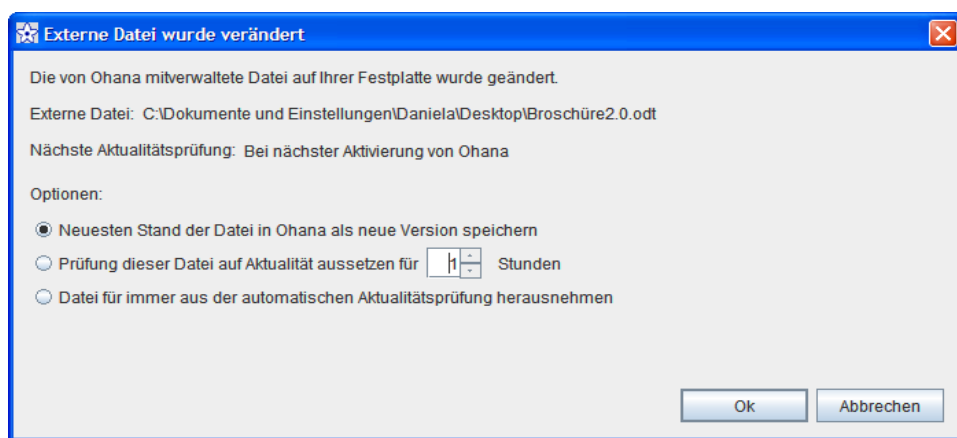 Externe Datei wurde verändert
Die von Ohana mitverwaltete Datei auf Ihrer Festplatte wurde geändert.
Externe Datei: C:\Dokumente und Einstellungen\Daniela\Desktop\Broschüre2.0.odt
Nächste Aktualitätsprüfung: Bei nächster Aktivierung von Ohana
Optionen:
Neuesten Stand der Datei in Ohana als neue Version speichern
Prüfung dieser Datei auf Aktualität aussetzen für 1 Stunden
Datei für immer aus der automatischen Aktualitätsprüfung herausnehmen
Ok Abbrechen